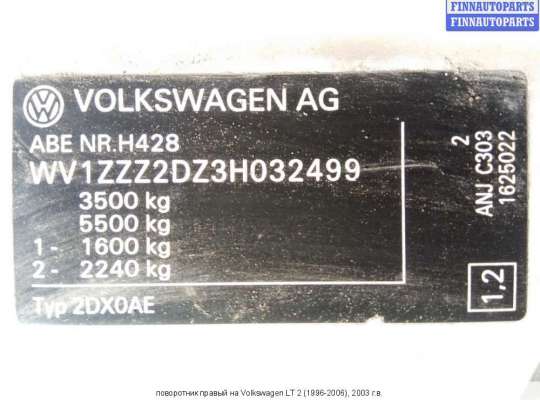 FINNAUTOPARTS
FINNAUTOPARTS
VOLKSWAGEN AG
ABE NR.H428
WV1ZZZ2DZ3H032499
3500 kg
5500 kg
1- 1600 kg
2- 2240 kg
Typ 2DX0AE
2
ANJ C303
1625022
1,2
поворотник правый на Volkswagen LT 2 (1996-2006), 2003 г.в.